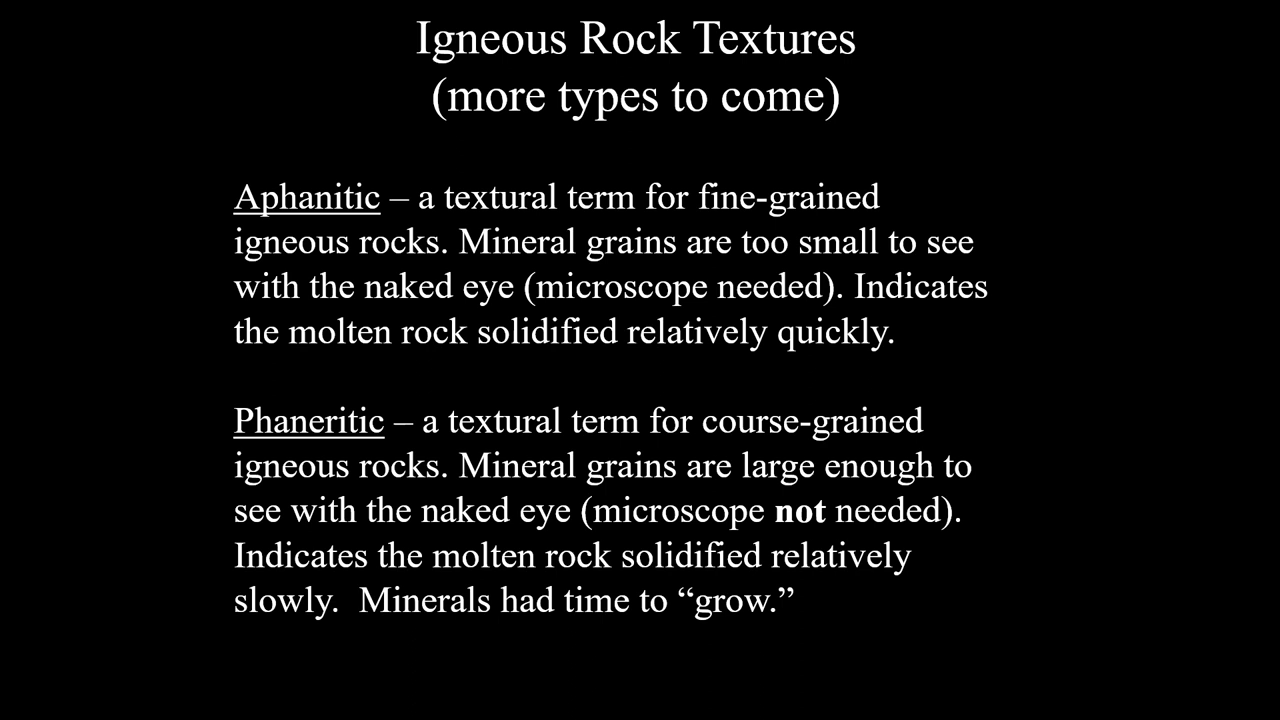 Igneous Rock Textures
(more types to come)
Aphanitic – a textural term for fine-grained
igneous rocks. Mineral grains are too small to see
with the naked eye (microscope needed). Indicates
the molten rock solidified relatively quickly.
Phaneritic – a textural term for course-grained
igneous rocks. Mineral grains are large enough to
see with the naked eye (microscope not needed).
Indicates the molten rock solidified relatively
slowly.  Minerals had time to “grow.”